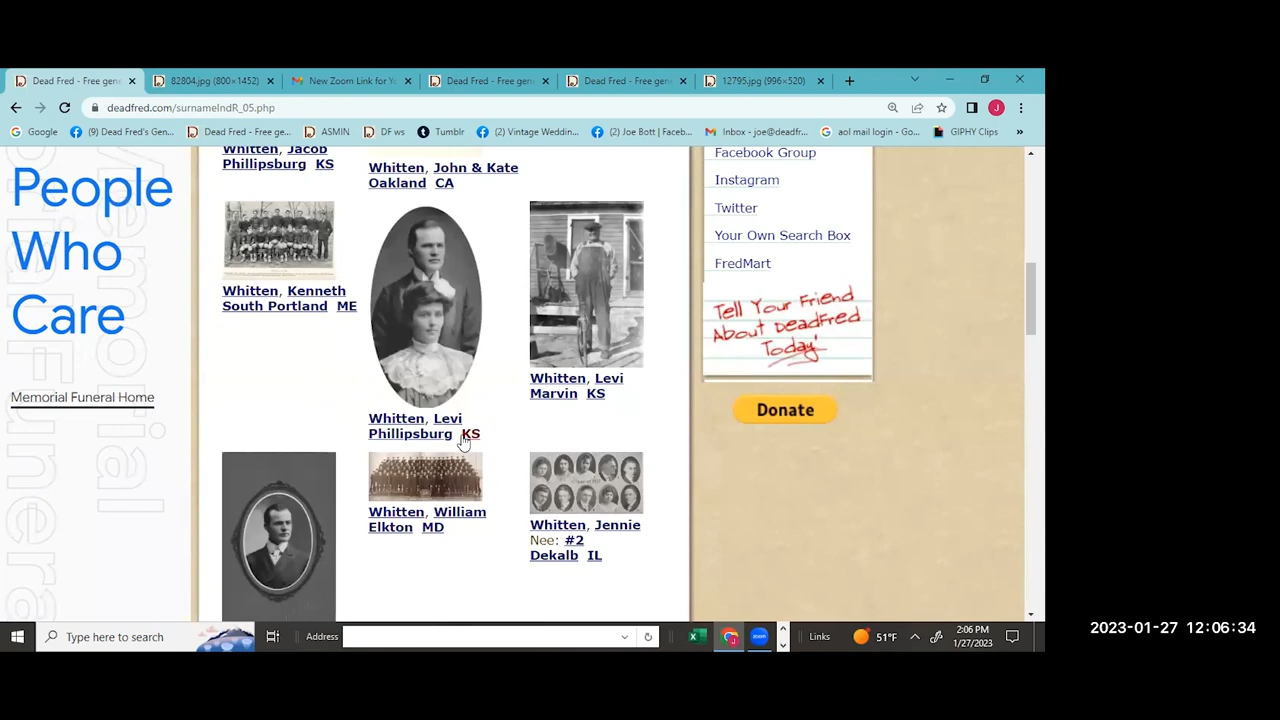 Dead Fred - Free gen
82804.jpg (800×1452)
New Zoom Link for Y
Dead Fred - Free gen
Dead Fred - Free gen
12795.jpg (996×520)
deadfred.com/surnameIndR_05.php
J
Google
(9) Dead Fred's Gen...
Dead Fred - Free ge...
ASMIN
DF ws
Tumblr
(2) Vintage Weddin...
(2) Joe Bott | Faceb...
Inbox - joe@deadfr...
aol mail login - Go...
GIPHY Clips
»
People
Who
Care
Memorial Funeral Home
Whitten, Jacob
Phillipsburg KS
Whitten, John & Kate
Oakland CA
Whitten, Kenneth
South Portland ME
Whitten, Levi
Phillipsburg KS
Whitten, Levi
Marvin KS
Whitten, William
Elkton MD
Whitten, Jennie
Nee: #2
Dekalb IL
Facebook Group
Instagram
Twitter
Your Own Search Box
FredMart
Tell Your Friend
About DeadFred
Today!
Donate
Type here to search
Address
zoom
Links
51°F
2:06 PM
1/27/2023
2023-01-27 12:06:34